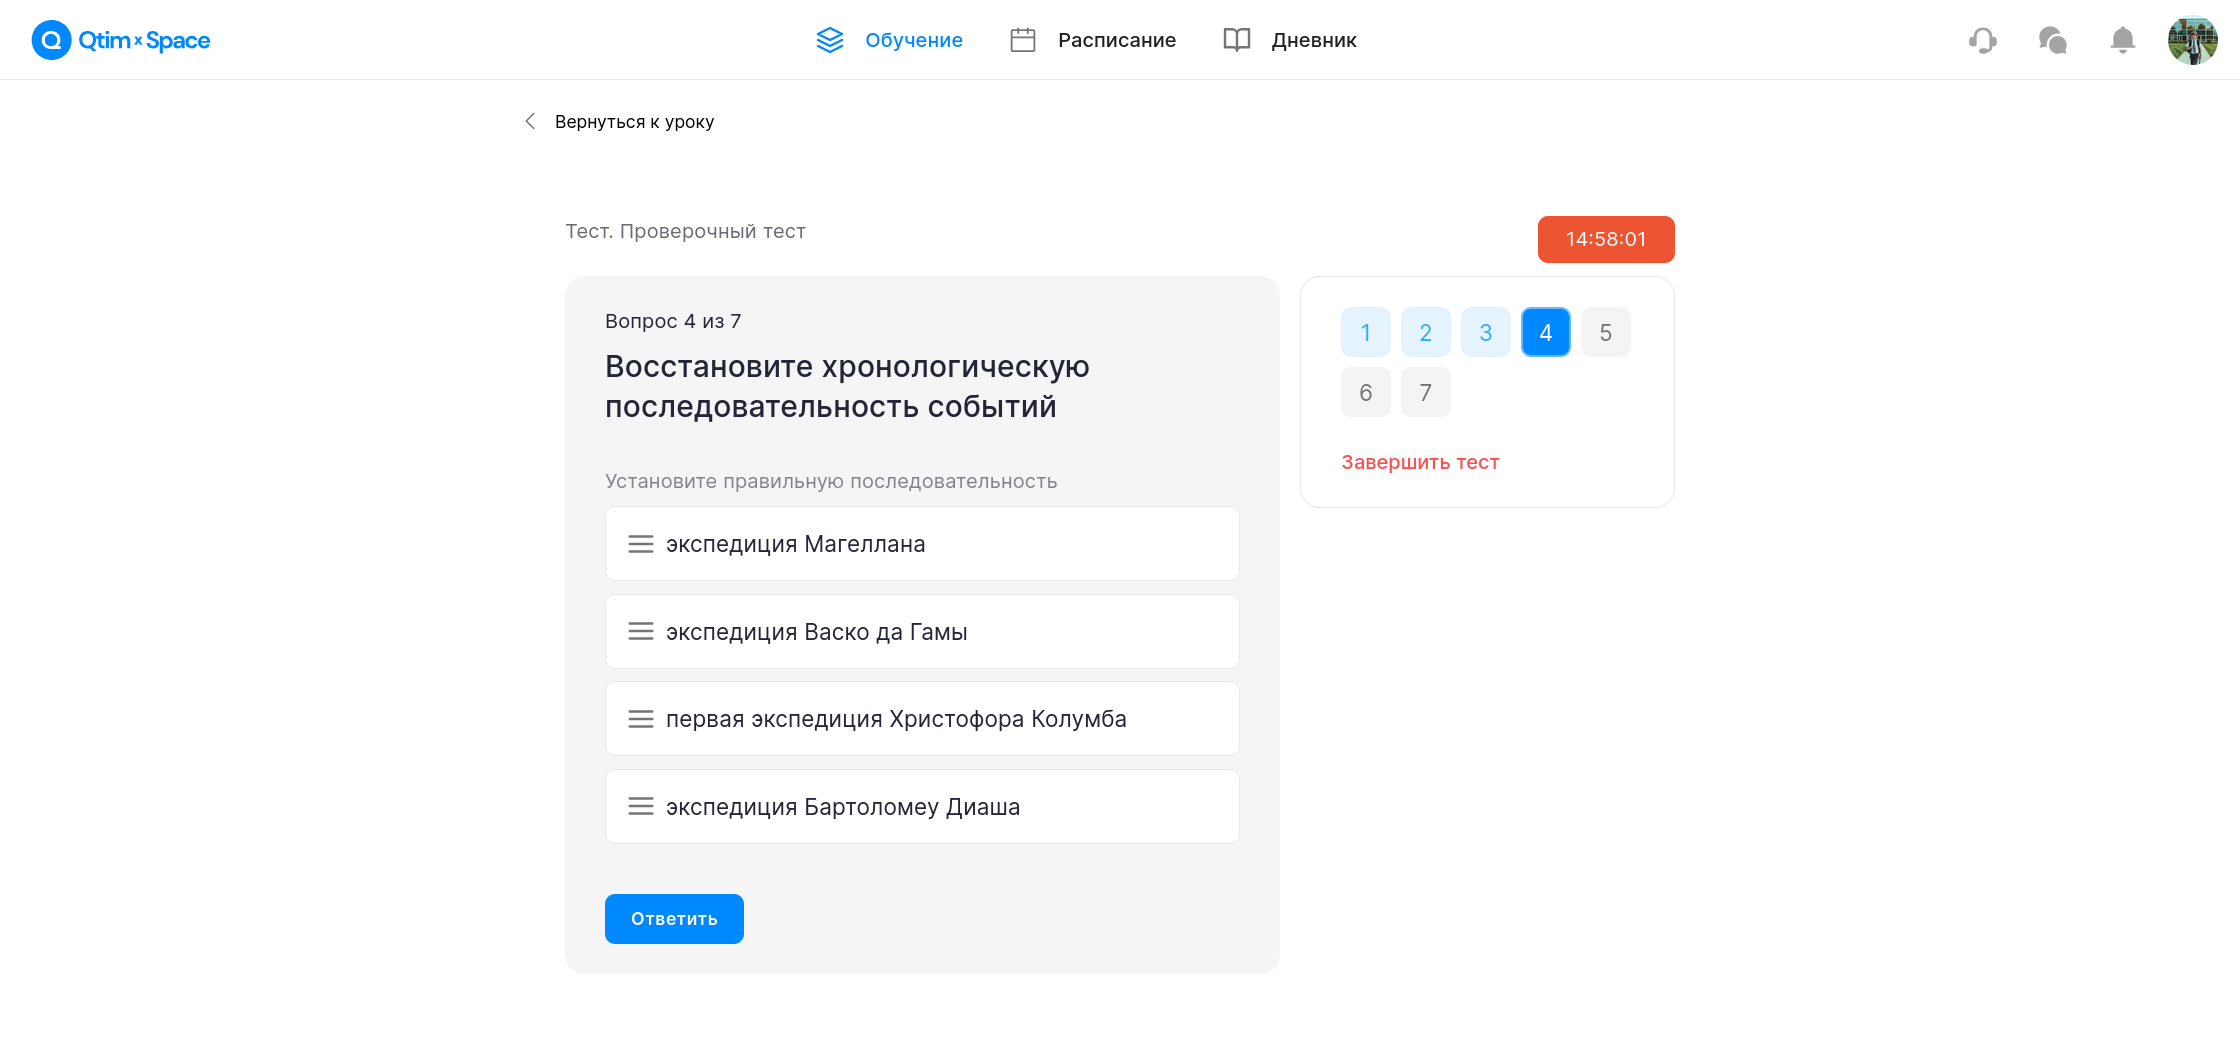 Qtim x Space
Обучение
Расписание
Дневник
Вернуться к уроку
Тест. Проверочный тест
14:58:01
Вопрос 4 из 7
Восстановите хронологическую
последовательность событий
Установите правильную последовательность
экспедиция Магеллана
экспедиция Васко да Гамы
первая экспедиция Христофора Колумба
экспедиция Бартоломеу Диаша
Ответить
1 2 3 4 5
6 7
Завершить тест